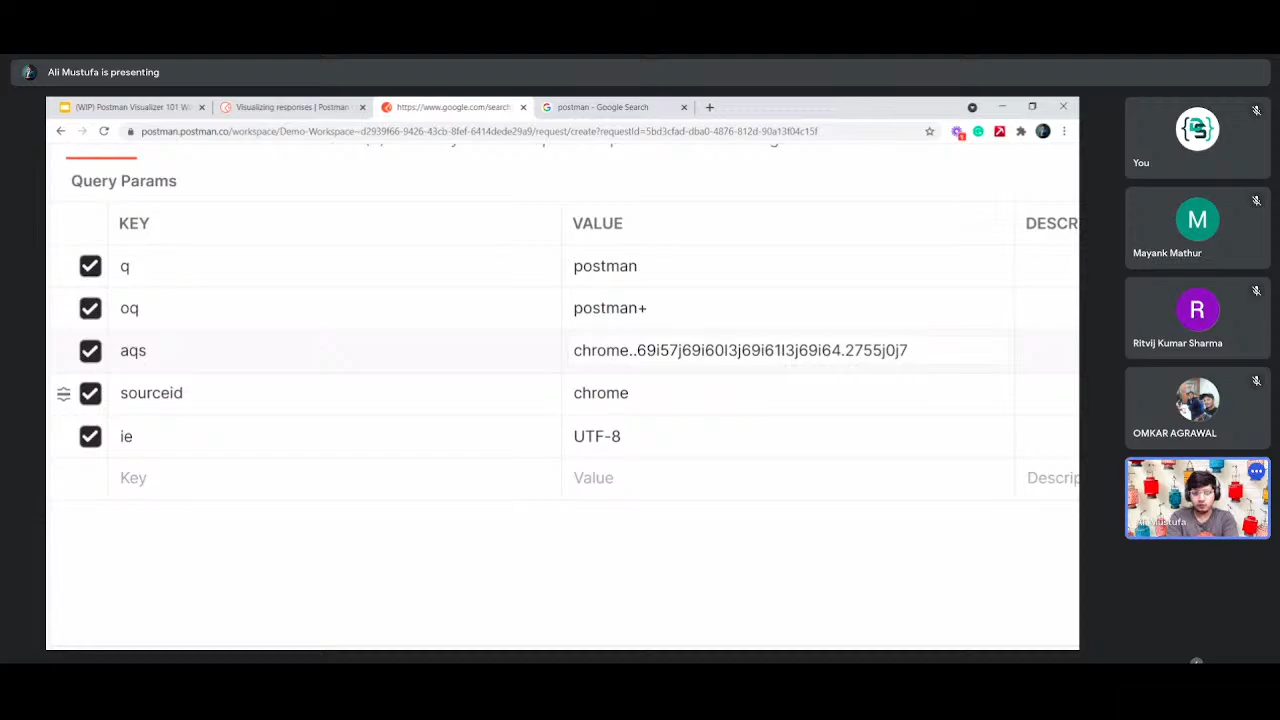 Ali Mustufa is presenting
(WIP) Postman Visualizer 101 Wo
Visualizing responses | Postman
https://www.google.com/search
postman - Google Search
postman.postman.co/workspace/Demo-Workspace~d2939f66-9426-43cb-8fef-6414dede29a9/request/create?requestId=5bd3cfad-dba0-4876-812d-90a13f04c15f
Query Params
KEY VALUE DESCR
q postman
oq postman+
aqs chrome..69i57j69i60l3j69i61l3j69i64.2755j0j7
sourceid chrome
ie UTF-8
Key Value Descrip
You
M
Mayank Mathur
R
Ritvij Kumar Sharma
OMKAR AGRAWAL
Ali Mustufa